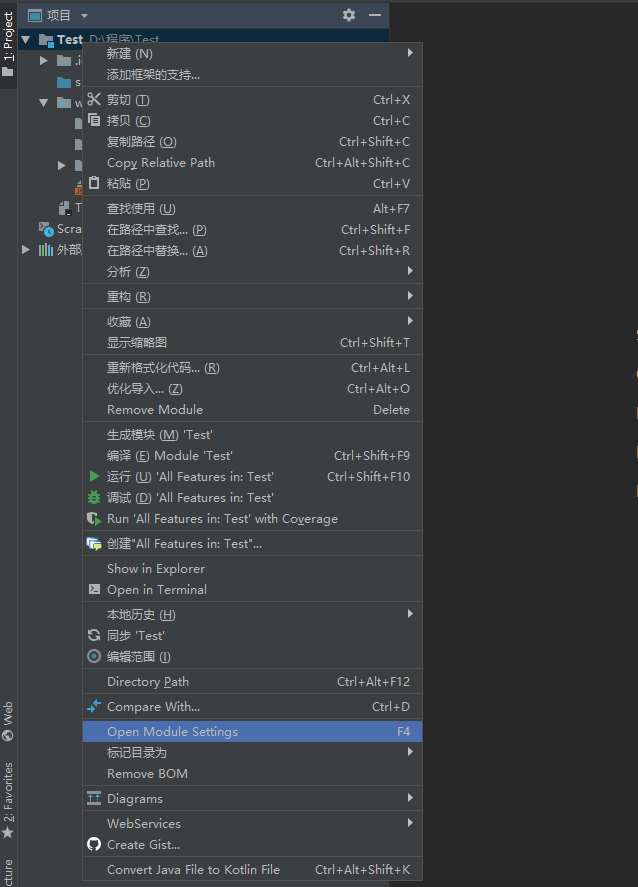 1: Project
项目
Test D:\程序\Test
新建 (N)
添加框架的支持...
剪切 (T) Ctrl+X
拷贝 (C) Ctrl+C
复制路径 (O) Ctrl+Shift+C
Copy Relative Path Ctrl+Alt+Shift+C
粘贴 (P) Ctrl+V
查找使用 (U) Alt+F7
在路径中查找... (P) Ctrl+Shift+F
在路径中替换... (A) Ctrl+Shift+R
分析 (Z)
重构 (R)
收藏 (A)
显示缩略图 Ctrl+Shift+T
重新格式化代码... (R) Ctrl+Alt+L
优化导入... (Z) Ctrl+Alt+O
Remove Module Delete
生成模块 (M) 'Test'
编译 (E) Module 'Test' Ctrl+Shift+F9
运行 (U) 'All Features in: Test' Ctrl+Shift+F10
调试 (D) 'All Features in: Test'
Run 'All Features in: Test' with Coverage
创建"All Features in: Test"...
Show in Explorer
Open in Terminal
本地历史 (H)
同步 'Test'
编辑范围 (I)
Directory Path Ctrl+Alt+F12
Compare With... Ctrl+D
Open Module Settings F4
标记目录为
Remove BOM
Diagrams
WebServices
Create Gist...
Convert Java File to Kotlin File Ctrl+Alt+Shift+K
.i
s
w
T
Scra
外部
Web
2: Favorites
cture